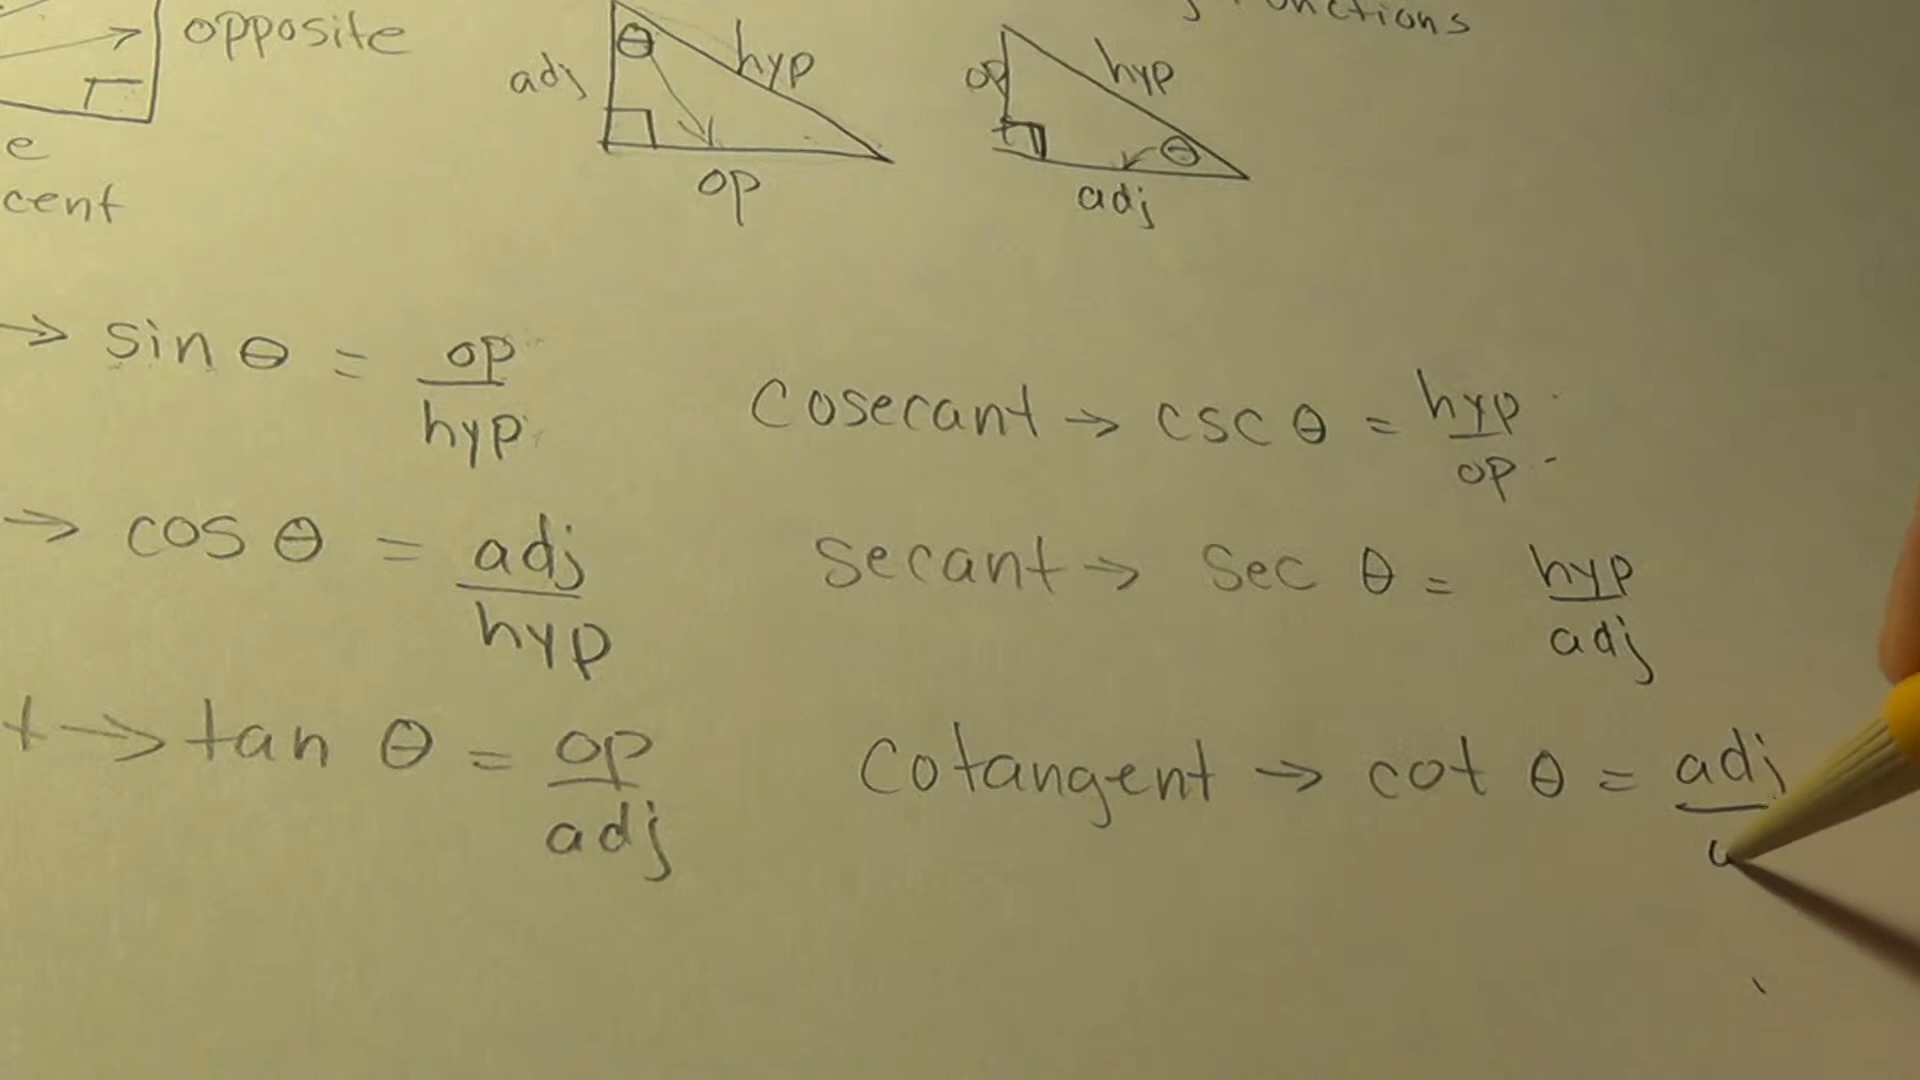 opposite
adj
θ
hyp
op
op
hyp
θ
adj
e
cent
→ sin θ = op/hyp
cosecant → csc θ = hyp/op
→ cos θ = adj/hyp
secant → sec θ = hyp/adj
t → tan θ = op/adj
cotangent → cot θ = adj/